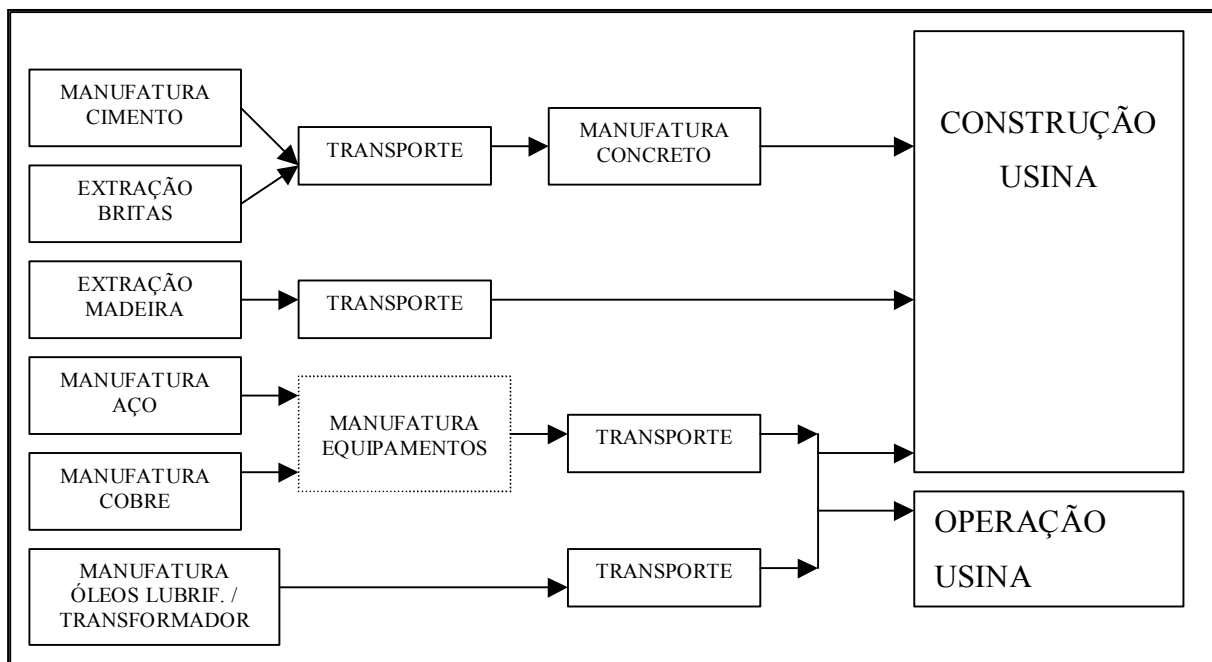 MANUFATURA
CIMENTO
EXTRAÇÃO
BRITAS
TRANSPORTE
MANUFATURA
CONCRETO
CONSTRUÇÃO
USINA
EXTRAÇÃO
MADEIRA
TRANSPORTE
MANUFATURA
AÇO
MANUFATURA
COBRE
MANUFATURA
EQUIPAMENTOS
TRANSPORTE
MANUFATURA
ÓLEOS LUBRIF. /
TRANSFORMADOR
TRANSPORTE
OPERAÇÃO
USINA